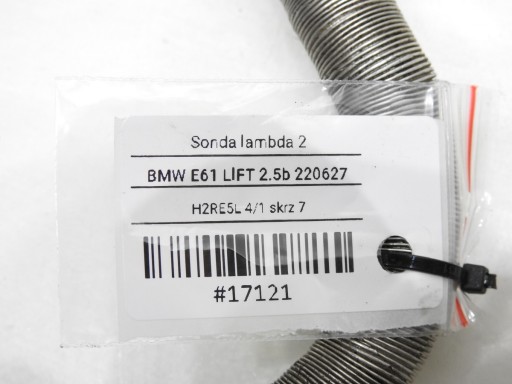 Sonda lambda 2
BMW E61 LIFT 2.5b 220627
H2RE5L 4/1 skrz 7
#17121